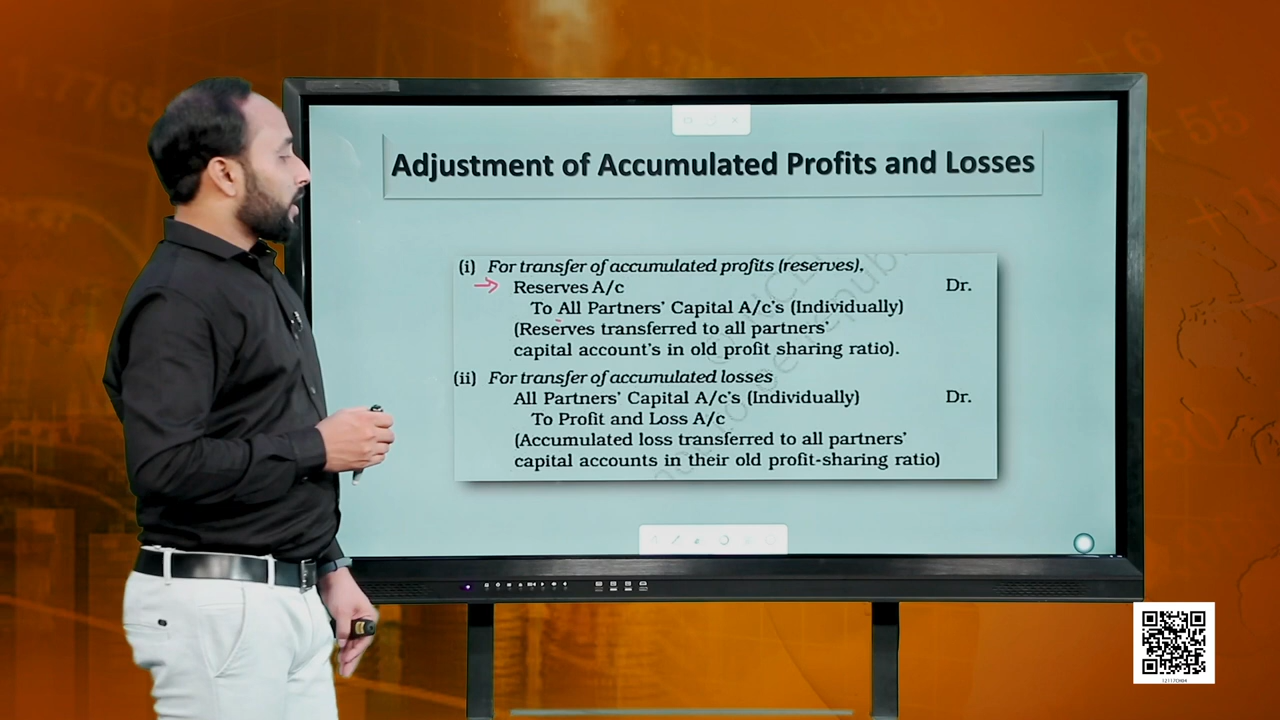 Adjustment of Accumulated Profits and Losses
(i) For transfer of accumulated profits (reserves),
Reserves A/c Dr.
To All Partners' Capital A/c's (Individually)
(Reserves transferred to all partners'
capital account's in old profit sharing ratio).
(ii) For transfer of accumulated losses
All Partners' Capital A/c's (Individually) Dr.
To Profit and Loss A/c
(Accumulated loss transferred to all partners'
capital accounts in their old profit-sharing ratio)
+6
+55